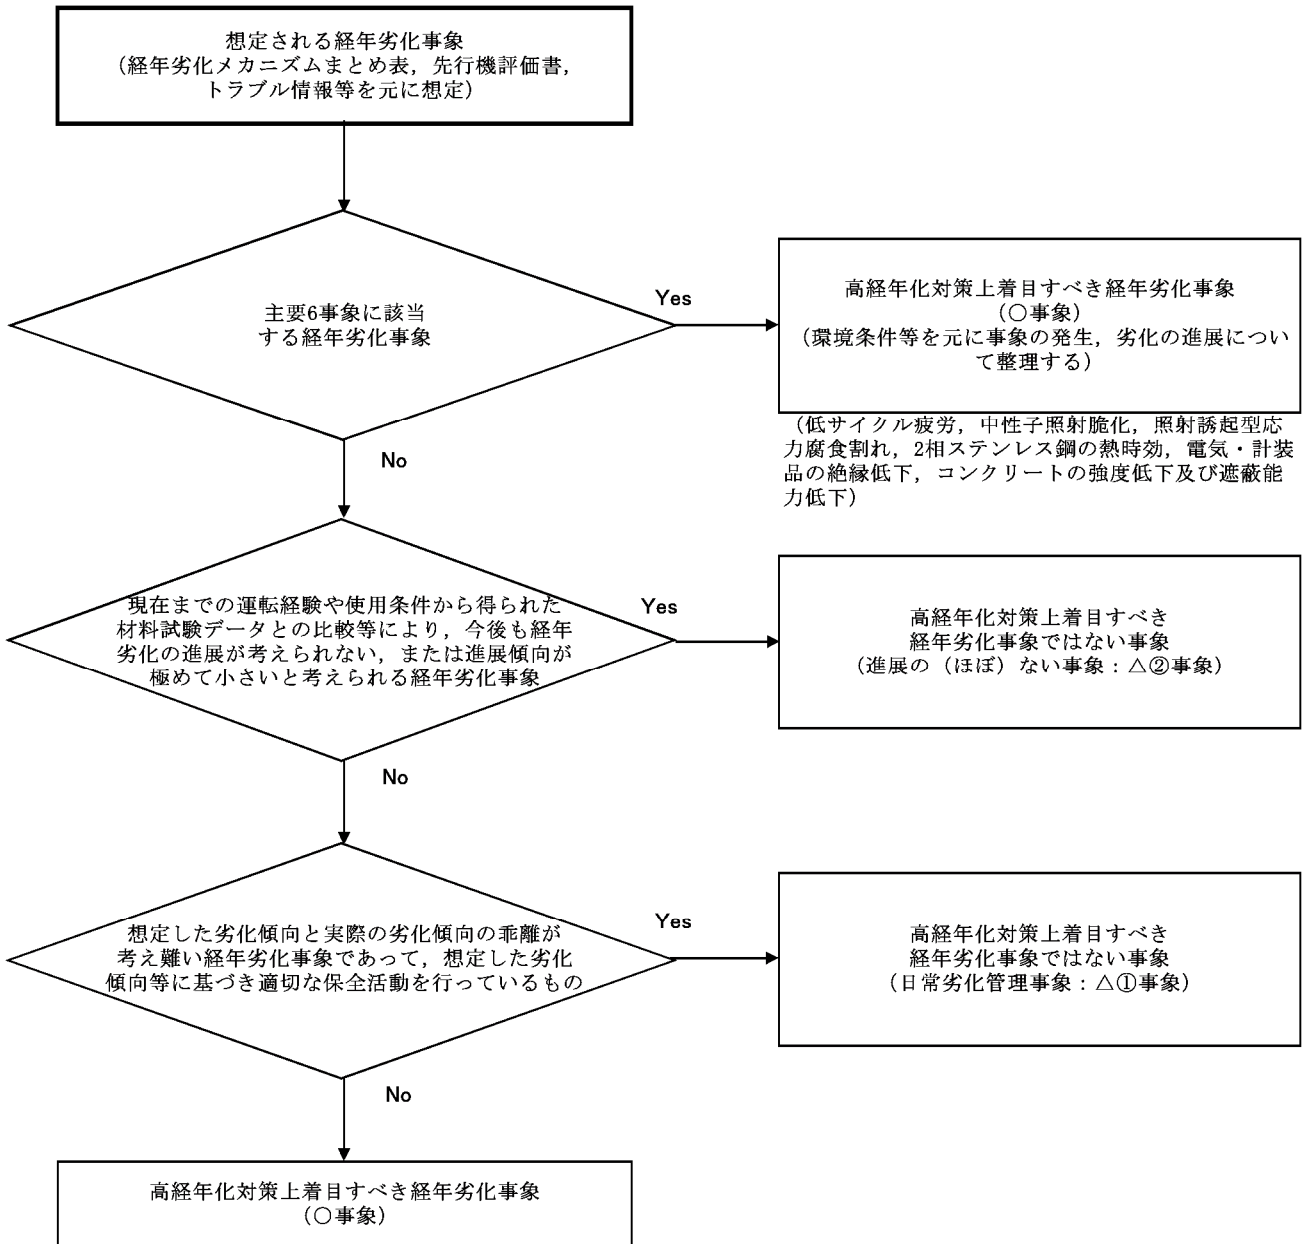 想定される経年劣化事象
（経年劣化メカニズムまとめ表，先行機評価書，
トラブル情報等を元に想定）
主要6事象に該当
する経年劣化事象
Yes
高経年化対策上着目すべき経年劣化事象
（○事象）
（環境条件等を元に事象の発生，劣化の進展につい
て整理する）
（低サイクル疲労，中性子照射脆化，照射誘起型応
力腐食割れ，2相ステンレス鋼の熱時効，電気・計装
品の絶縁低下，コンクリートの強度低下及び遮蔽能
力低下）
No
現在までの運転経験や使用条件から得られた
材料試験データとの比較等により，今後も経年
劣化の進展が考えられない，または進展傾向が
極めて小さいと考えられる経年劣化事象
Yes
高経年化対策上着目すべき
経年劣化事象ではない事象
（進展の（ほぼ）ない事象：△②事象）
No
想定した劣化傾向と実際の劣化傾向の乖離が
考え難い経年劣化事象であって，想定した劣化
傾向等に基づき適切な保全活動を行っているもの
Yes
高経年化対策上着目すべき
経年劣化事象ではない事象
（日常劣化管理事象：△①事象）
No
高経年化対策上着目すべき経年劣化事象
（○事象）